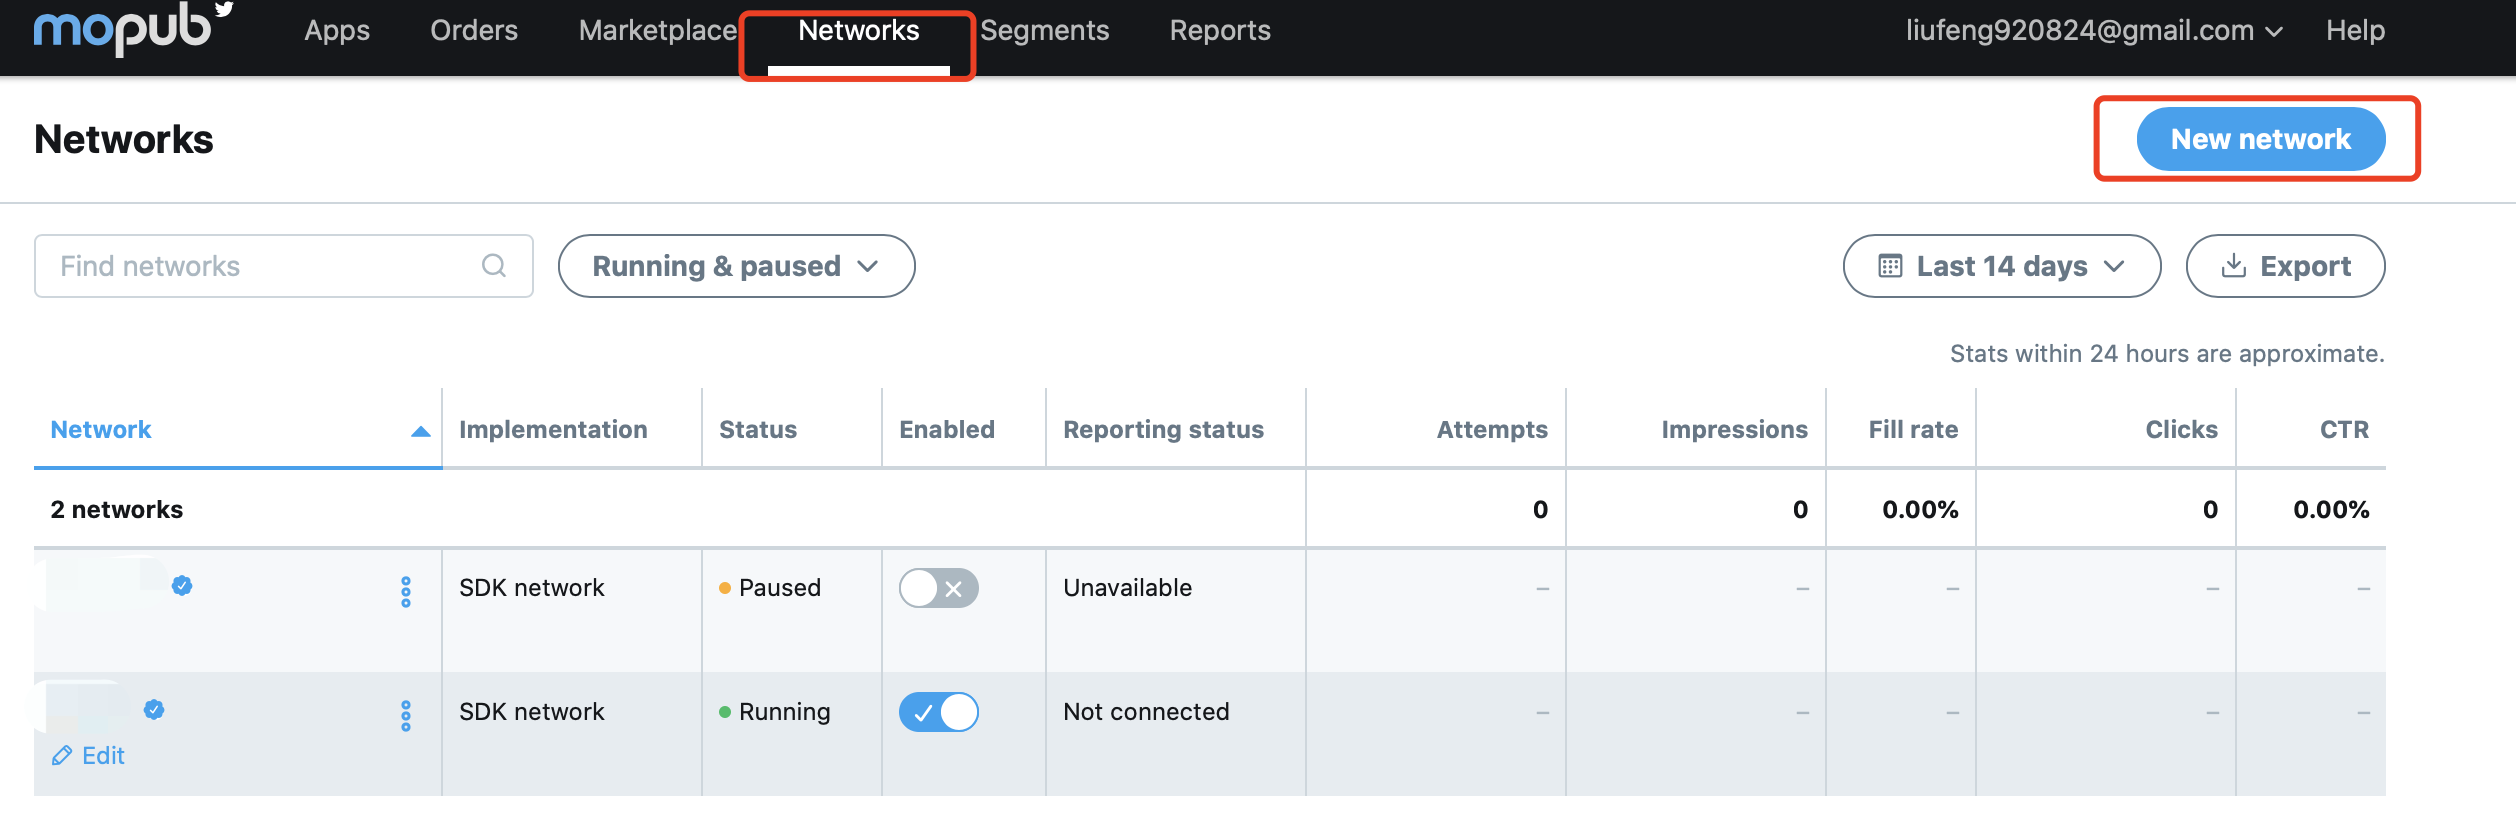 mopub Apps Orders Marketplace Networks Segments Reports liufeng920824@gmail.com Help
Networks New network
Find networks Running & paused Last 14 days Export
Stats within 24 hours are approximate.
Network Implementation Status Enabled Reporting status Attempts Impressions Fill rate Clicks CTR
2 networks 0 0 0.00% 0 0.00%
SDK network Paused Unavailable – – – – –
SDK network Running Not connected – – – – –
Edit